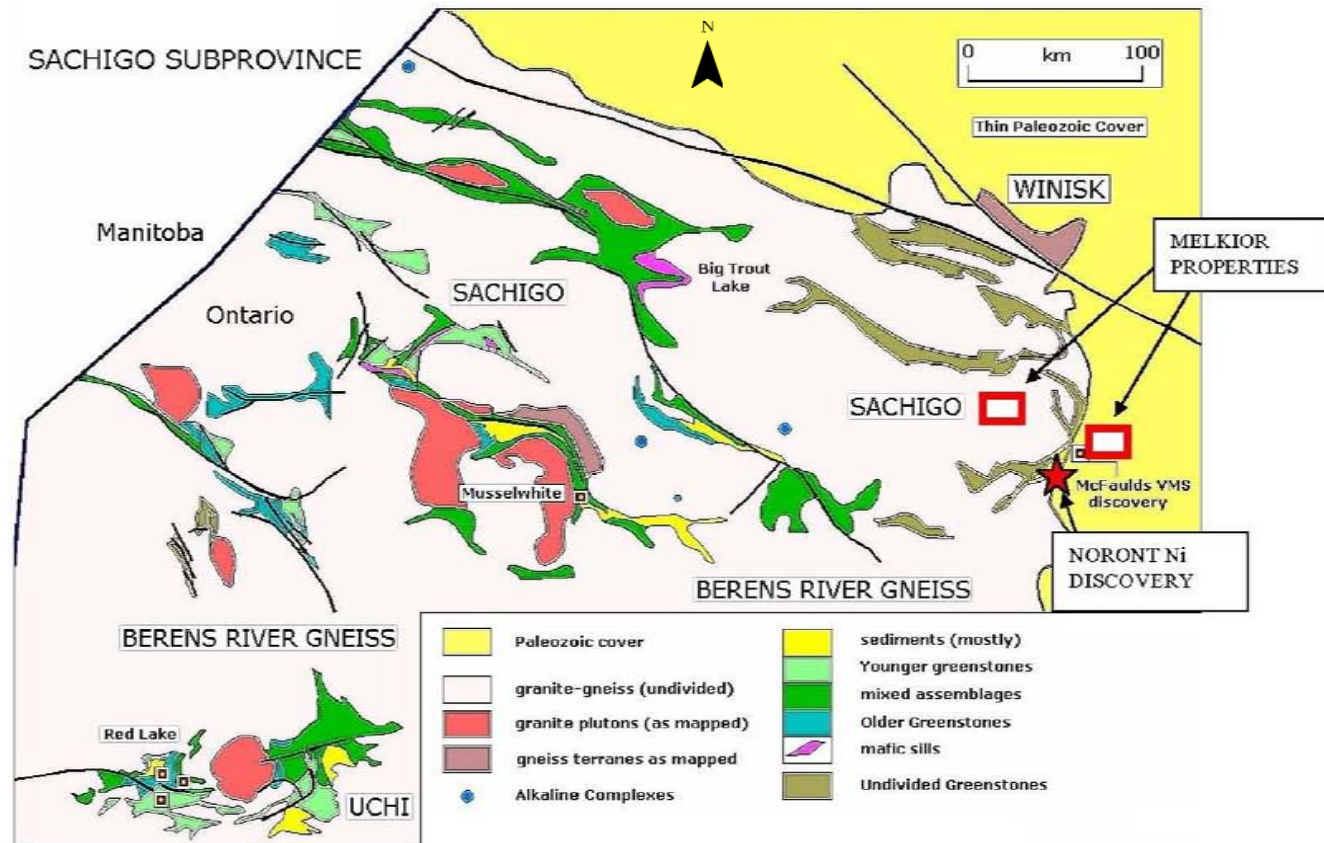 N
SACHIGO SUBPROVINCE
0 100
km
Thin Paleozoic Cover
WINISK
MELKIOR
PROPERTIES
Manitoba
Big Trout
Lake
SACHIGO
Ontario
SACHIGO
Musselwhite
McFaulds VMS
discovery
NORONT Ni
DISCOVERY
BERENS RIVER GNEISS
BERENS RIVER GNEISS
Red Lake
UCHI
Paleozoic cover
granite-gneiss (undivided)
granite plutons (as mapped)
gneiss terranes as mapped
Alkaline Complexes
sediments (mostly)
Younger greenstones
mixed assemblages
Older Greenstones
mafic sills
Undivided Greenstones